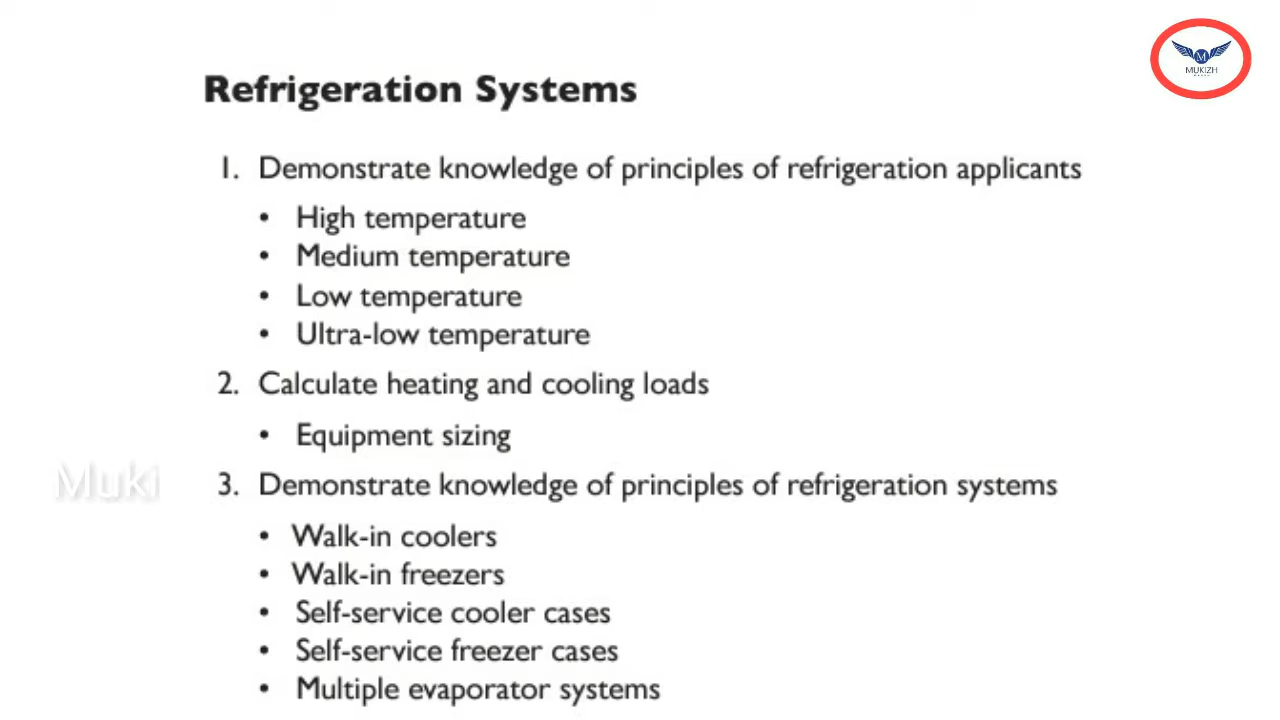 MUKIZH
Refrigeration Systems
1. Demonstrate knowledge of principles of refrigeration applicants
• High temperature
• Medium temperature
• Low temperature
• Ultra-low temperature
2. Calculate heating and cooling loads
• Equipment sizing
Muki
3. Demonstrate knowledge of principles of refrigeration systems
• Walk-in coolers
• Walk-in freezers
• Self-service cooler cases
• Self-service freezer cases
• Multiple evaporator systems